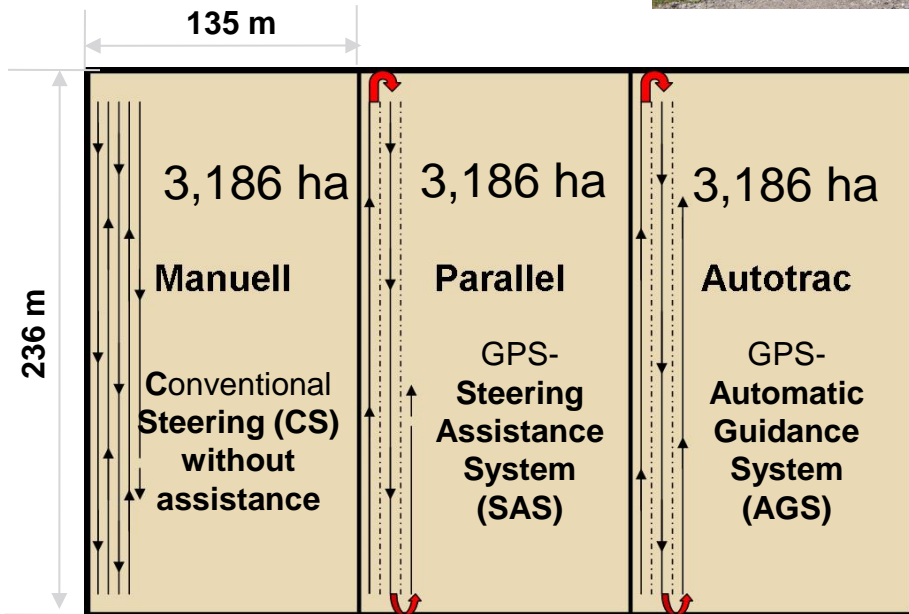 135 m
236 m
3,186 ha
Manuell
Conventional
Steering (CS)
without
assistance
3,186 ha
Parallel
GPS-
Steering
Assistance
System
(SAS)
3,186 ha
Autotrac
GPS-
Automatic
Guidance
System
(AGS)